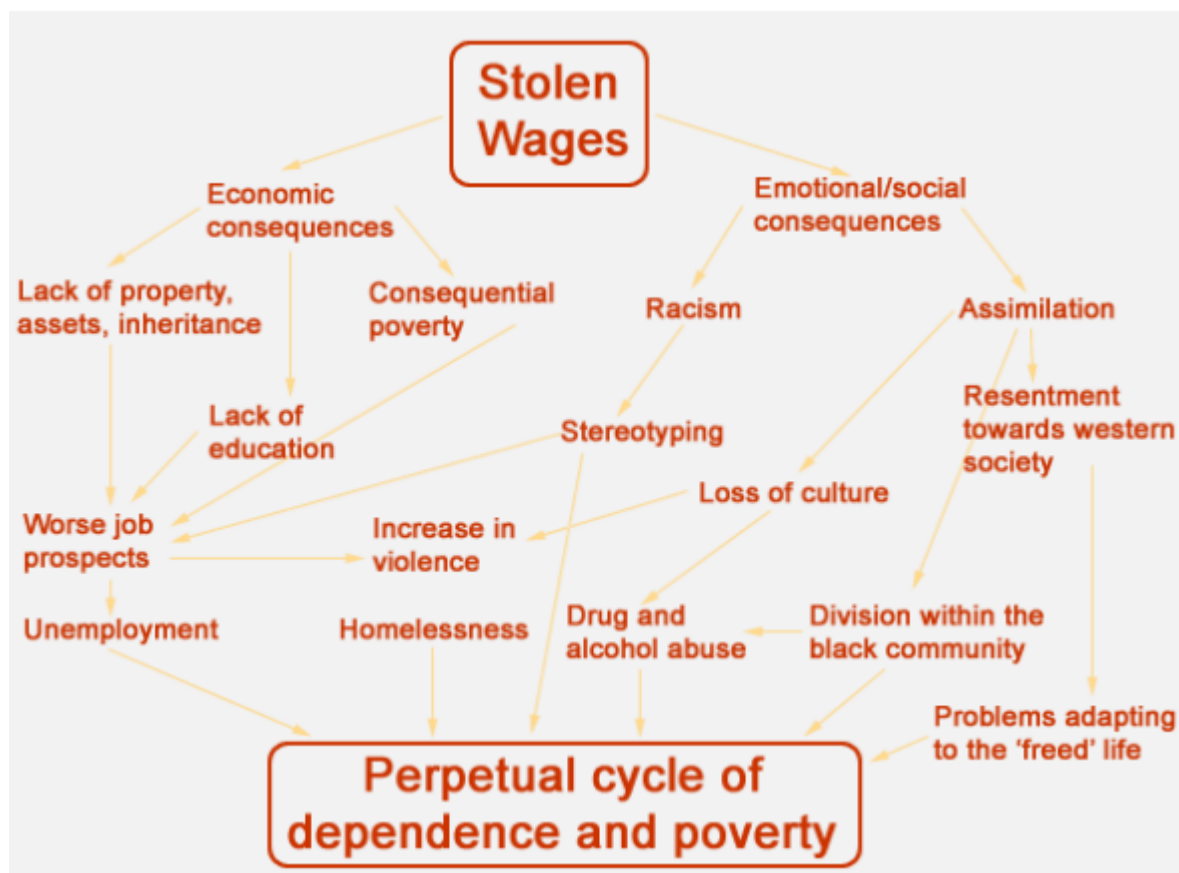 Stolen
Wages
Economic
consequences
Emotional/social
consequences
Lack of property,
assets, inheritance
Consequential
poverty
Racism
Assimilation
Lack of
education
Stereotyping
Resentment
towards western
society
Loss of culture
Worse job
prospects
Increase in
violence
Unemployment
Homelessness
Drug and
alcohol abuse
Division within the
black community
Problems adapting
to the ‘freed’ life
Perpetual cycle of
dependence and poverty